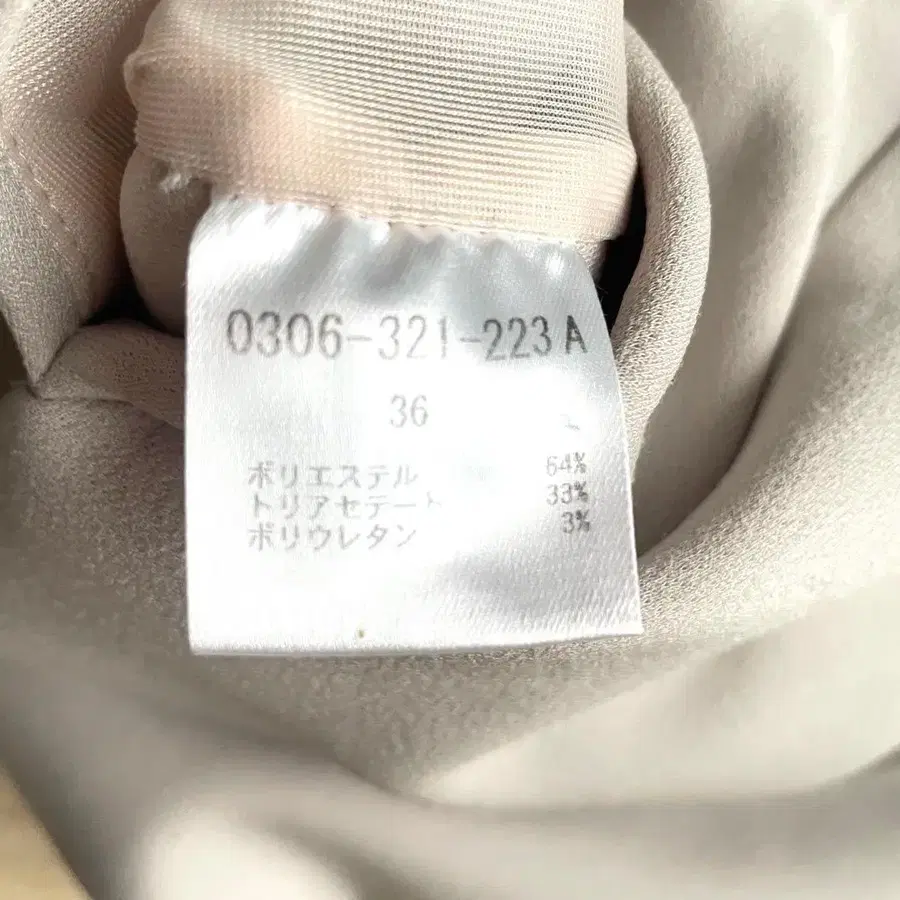 0306-321-223 A
36
ポリエステル 64%
トリアセテート 33%
ポリウレタン 3%